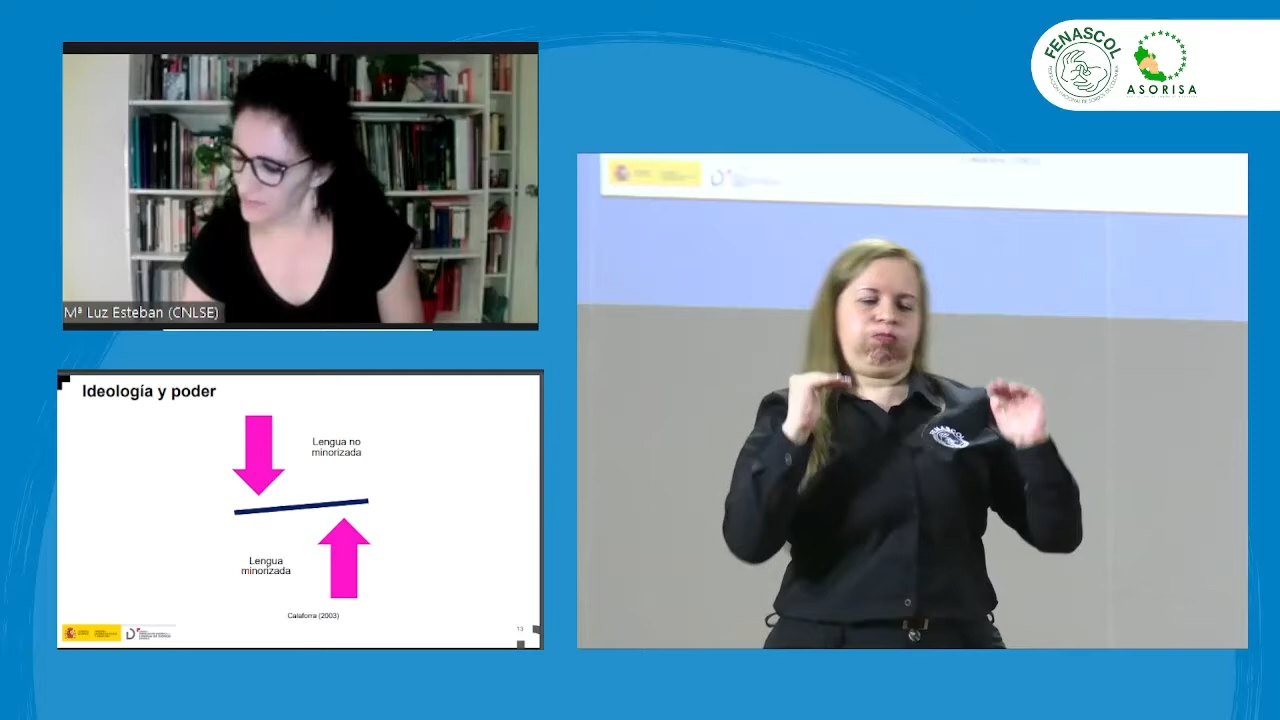 FENASCOL
ASORISA
Mª Luz Esteban (CNLSE)
Ideología y poder
Lengua no
minorizada
Lengua
minorizada
Calaforra (2003)
13